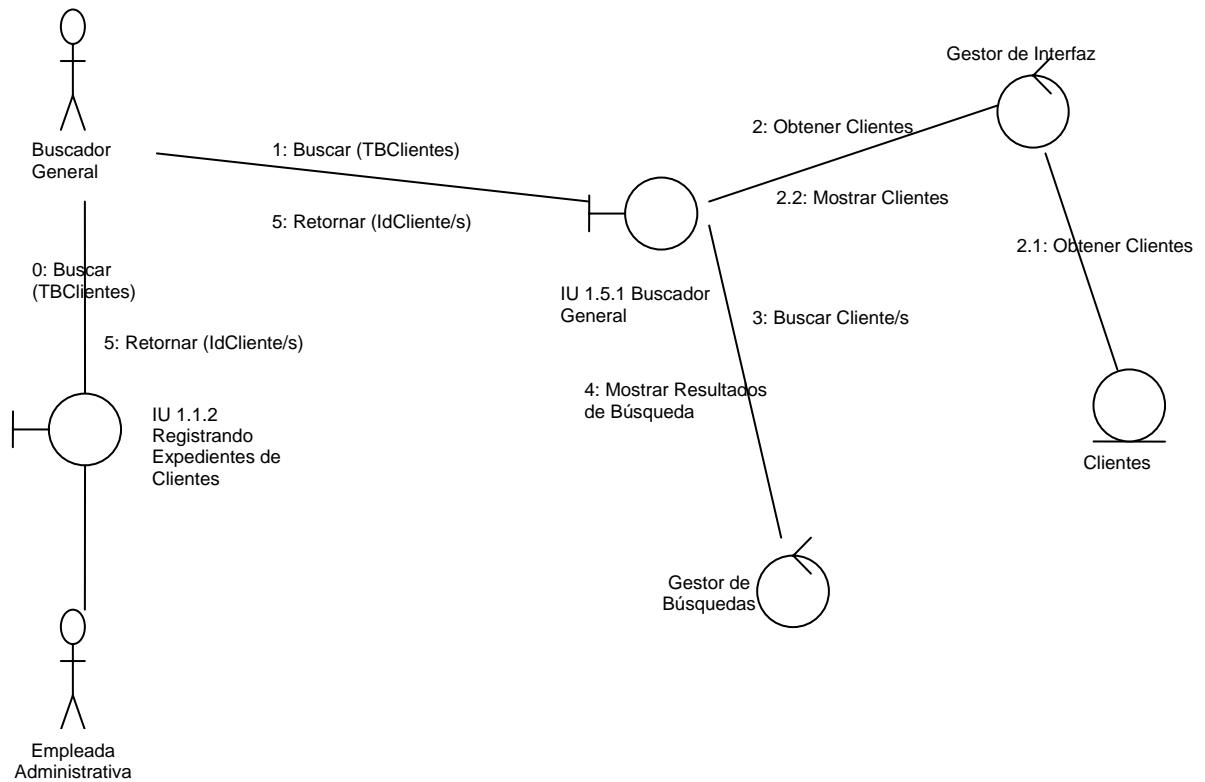 Gestor de Interfaz
2: Obtener Clientes
Buscador
General
1: Buscar (TBClientes)
2.2: Mostrar Clientes
5: Retornar (IdCliente/s)
2.1: Obtener Clientes
0: Buscar
(TBClientes)
IU 1.5.1 Buscador
General
3: Buscar Cliente/s
5: Retornar (IdCliente/s)
4: Mostrar Resultados
de Búsqueda
IU 1.1.2
Registrando
Expedientes de
Clientes
Clientes
Gestor de
Búsquedas
Empleada
Administrativa